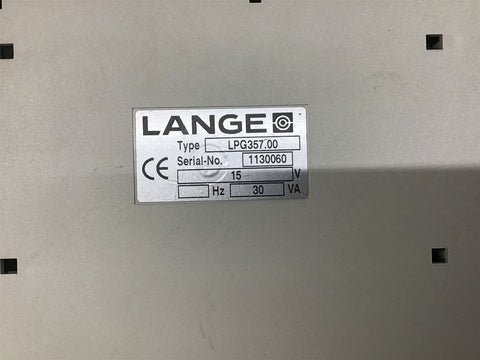 LANGE
Type LPG357.00
CE Serial-No. 1130060
15 V
Hz 30 VA